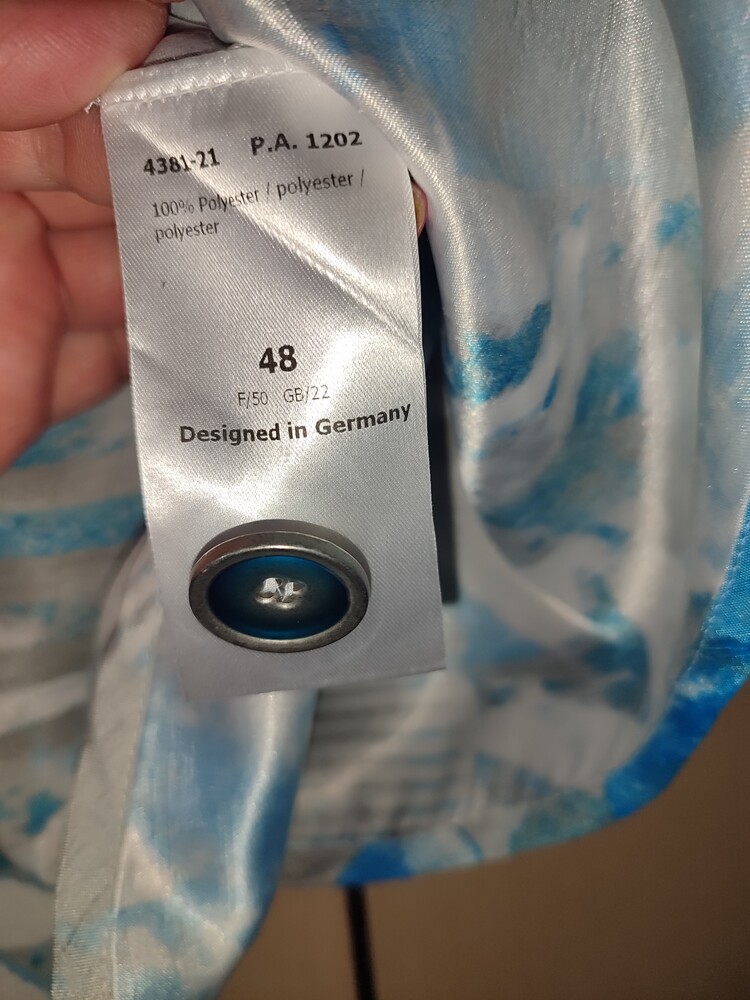 4381-21 P.A. 1202
100% Polyester / polyester /
polyester
48
F/50 GB/22
Designed in Germany